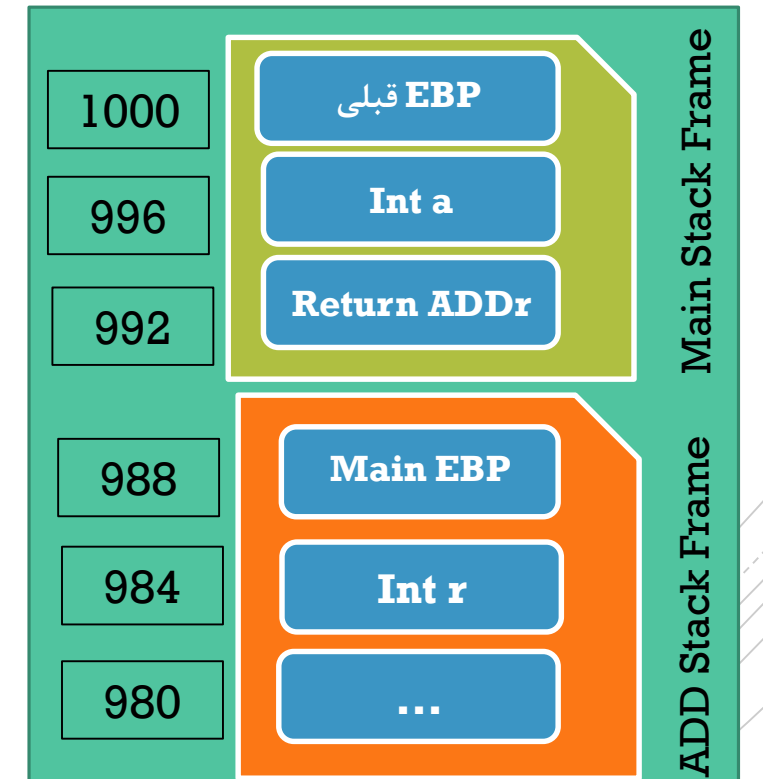 1000
EBP قبلی
996
Int a
992
Return ADDr
Main Stack Frame
988
Main EBP
984
Int r
980
...
ADD Stack Frame